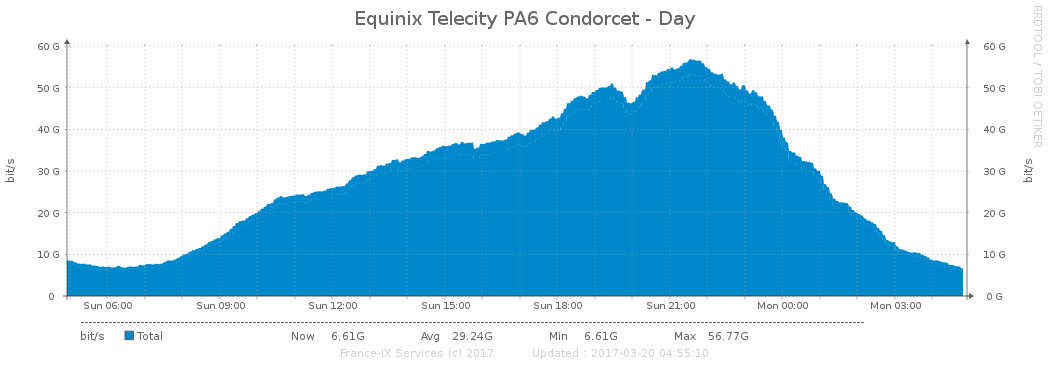 Equinix Telecity PA6 Condorcet - Day
RRDTOOL / TOBI OETIKER
60 G 60 G
50 G 50 G
40 G 40 G
30 G 30 G
20 G 20 G
10 G 10 G
0 0 G
bit/s
bit/s
Sun 06:00 Sun 09:00 Sun 12:00 Sun 15:00 Sun 18:00 Sun 21:00 Mon 00:00 Mon 03:00
bit/s Total Now 6.61G Avg 29.24G Min 6.61G Max 56.77G
France-IX Services (c) 2017 Updated : 2017-03-20 04:55:10